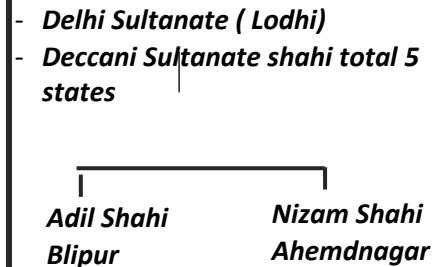 - Delhi Sultanate ( Lodhi)
- Deccani Sultanate shahi total 5
states
Adil Shahi Nizam Shahi
Blipur Ahemdnagar